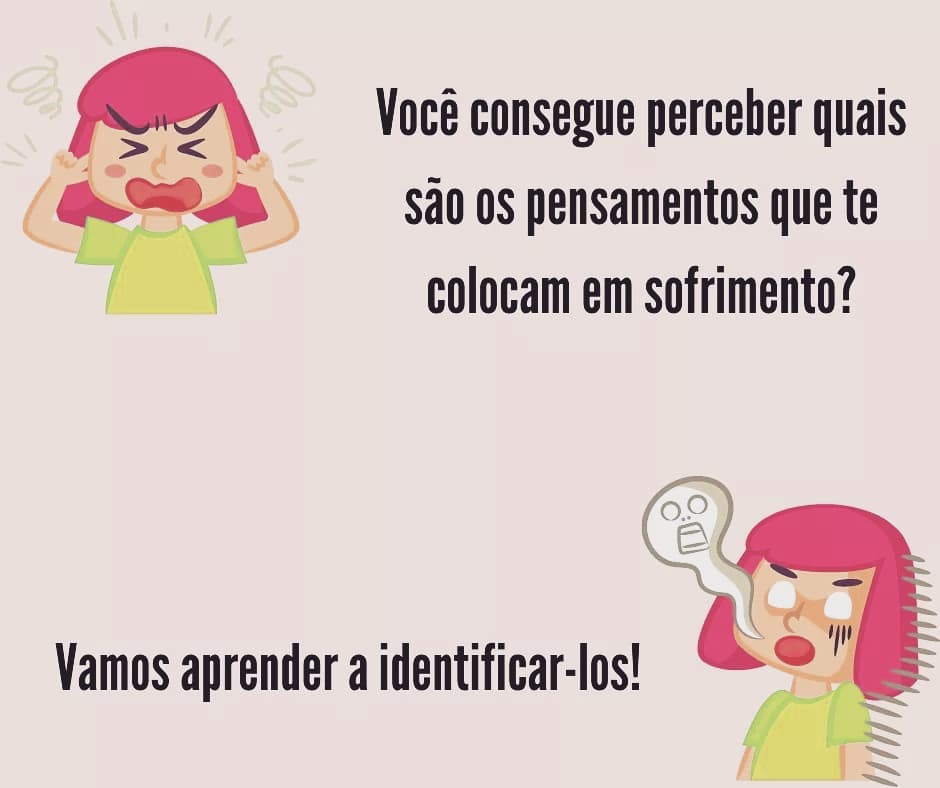 Você consegue perceber quais
são os pensamentos que te
colocam em sofrimento?
Vamos aprender a identificar-los!